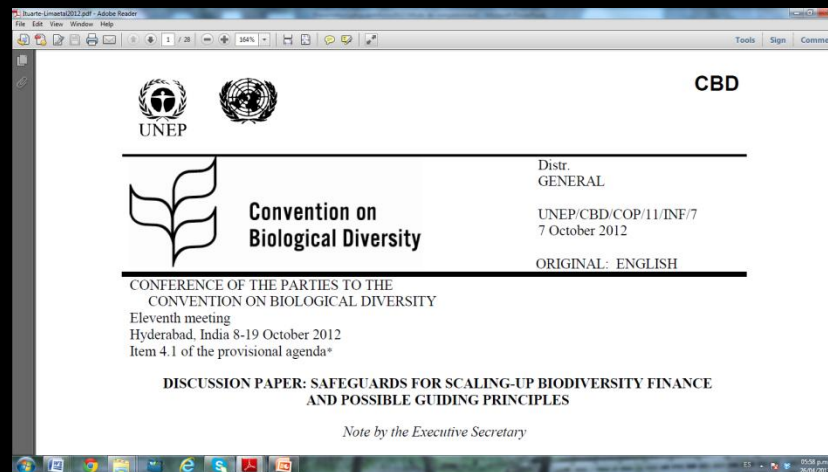 Ituarte-Limaetal2012.pdf - Adobe Reader
File Edit View Window Help
1 / 28 164% Tools Sign Comme
CBD
UNEP
Distr.
GENERAL
Convention on
Biological Diversity
UNEP/CBD/COP/11/INF/7
7 October 2012
ORIGINAL: ENGLISH
CONFERENCE OF THE PARTIES TO THE
CONVENTION ON BIOLOGICAL DIVERSITY
Eleventh meeting
Hyderabad, India 8-19 October 2012
Item 4.1 of the provisional agenda*
DISCUSSION PAPER: SAFEGUARDS FOR SCALING-UP BIODIVERSITY FINANCE
AND POSSIBLE GUIDING PRINCIPLES
Note by the Executive Secretary
ES 05:58 p.m.